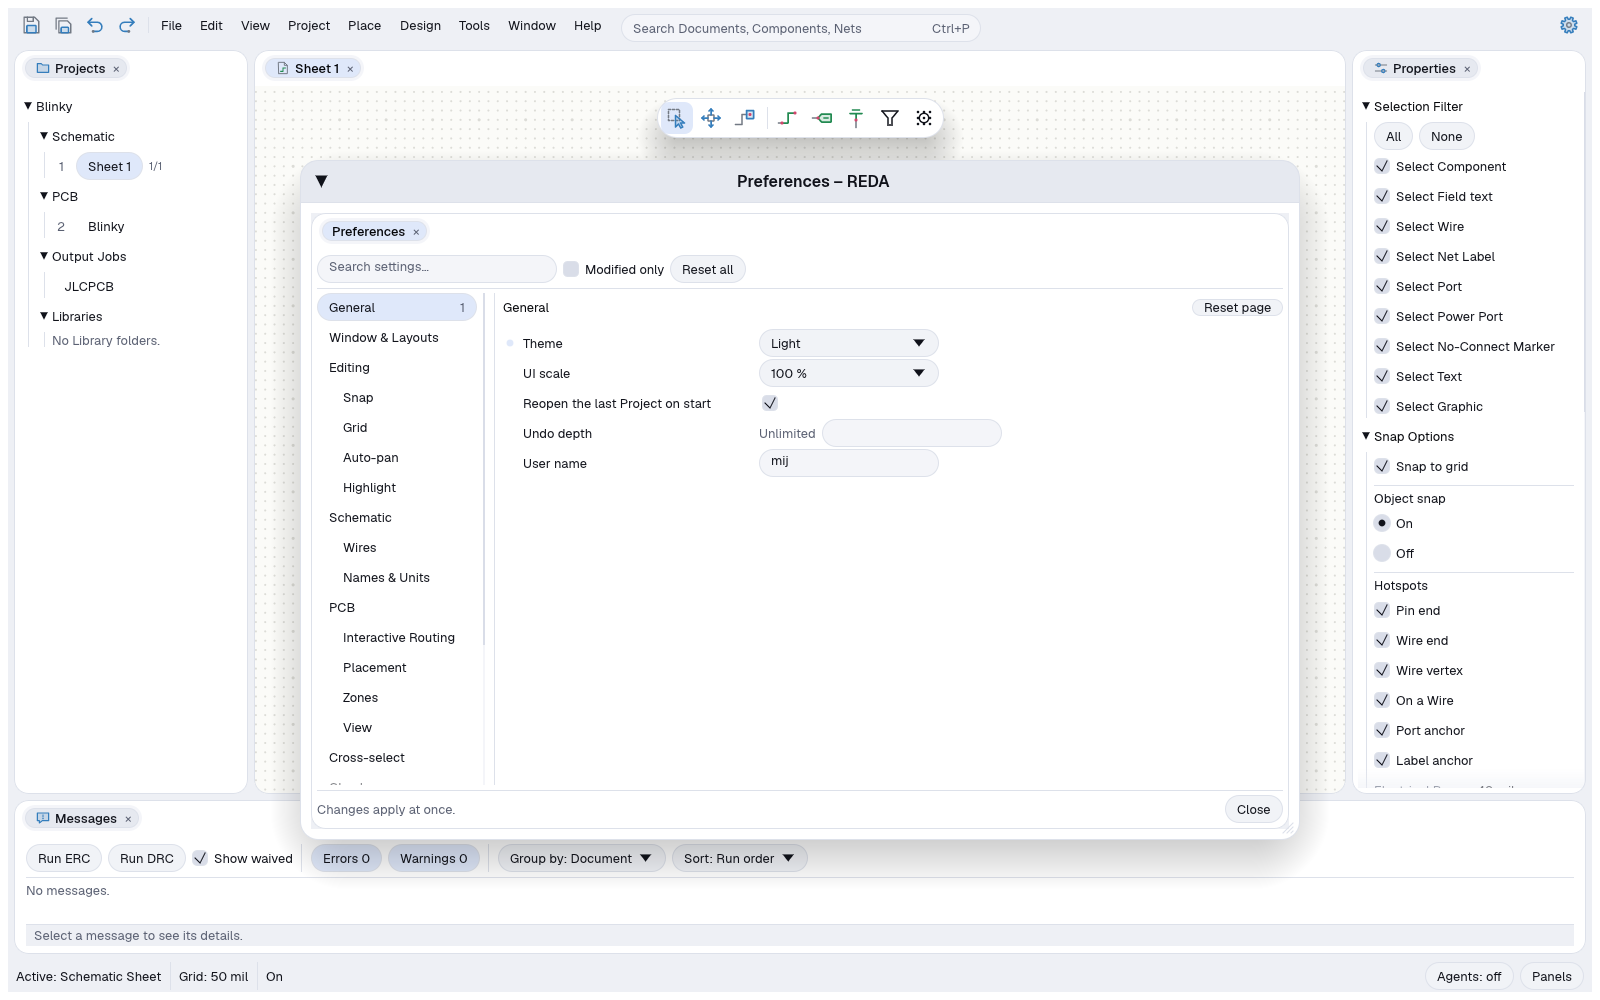 File Edit View Project Place Design Tools Window Help Search Documents, Components, Nets Ctrl+P
Projects ×
Blinky
Schematic
1 Sheet 1 1/1
PCB
2 Blinky
Output Jobs
JLCPCB
Libraries
No Library folders.
Sheet 1 ×
Preferences – REDA
Preferences ×
Search settings... Modified only Reset all
General 1
Window & Layouts
Editing
Snap
Grid
Auto-pan
Highlight
Schematic
Wires
Names & Units
PCB
Interactive Routing
Placement
Zones
View
Cross-select
General Reset page
Theme Light
UI scale 100 %
Reopen the last Project on start
Undo depth Unlimited
User name mij
Changes apply at once. Close
Properties ×
Selection Filter
All None
Select Component
Select Field text
Select Wire
Select Net Label
Select Port
Select Power Port
Select No-Connect Marker
Select Text
Select Graphic
Snap Options
Snap to grid
Object snap
On
Off
Hotspots
Pin end
Wire end
Wire vertex
On a Wire
Port anchor
Label anchor
Messages ×
Run ERC Run DRC Show waived Errors 0 Warnings 0 Group by: Document Sort: Run order
No messages.
Select a message to see its details.
Active: Schematic Sheet Grid: 50 mil On Agents: off Panels